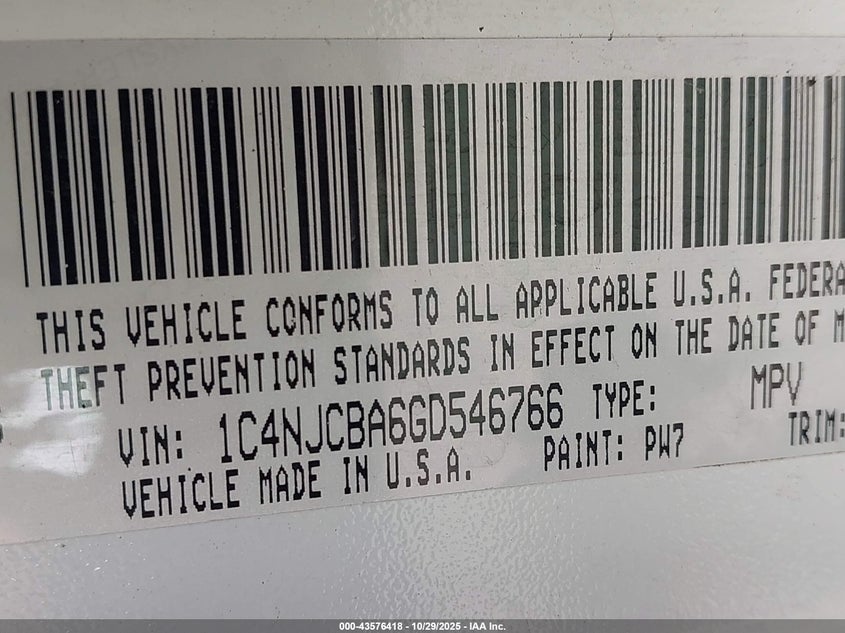 THIS VEHICLE CONFORMS TO ALL APPLICABLE U.S.A. FEDERA
THEFT PREVENTION STANDARDS IN EFFECT ON THE DATE OF M
VIN: 1C4NJCBA6GD546766 TYPE: MPV
VEHICLE MADE IN U.S.A. PAINT: PW7 TRIM:
000-43576418 - 10/29/2025 - IAA Inc.